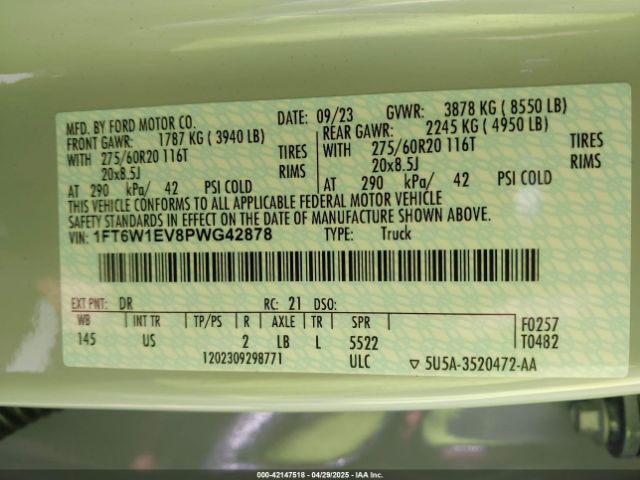 MFD. BY FORD MOTOR CO. DATE: 09/23 GVWR: 3878 KG ( 8550 LB)
FRONT GAWR: 1787 KG ( 3940 LB) REAR GAWR: 2245 KG ( 4950 LB)
WITH 275/60R20 116T TIRES WITH 275/60R20 116T TIRES
20x8.5J RIMS 20x8.5J RIMS
AT 290 kPa/ 42 PSI COLD AT 290 kPa/ 42 PSI COLD
THIS VEHICLE CONFORMS TO ALL APPLICABLE FEDERAL MOTOR VEHICLE
SAFETY STANDARDS IN EFFECT ON THE DATE OF MANUFACTURE SHOWN ABOVE.
VIN: 1FT6W1EV8PWG42878 TYPE: Truck
EXT PNT: DR RC: 21 DSO:
WB INT TR TP/PS R AXLE TR SPR F0257
145 US 2 LB L 5522 T0482
1202309298771 ULC ▽ 5U5A-3520472-AA
000-42147518 - 04/29/2025 - IAA Inc.